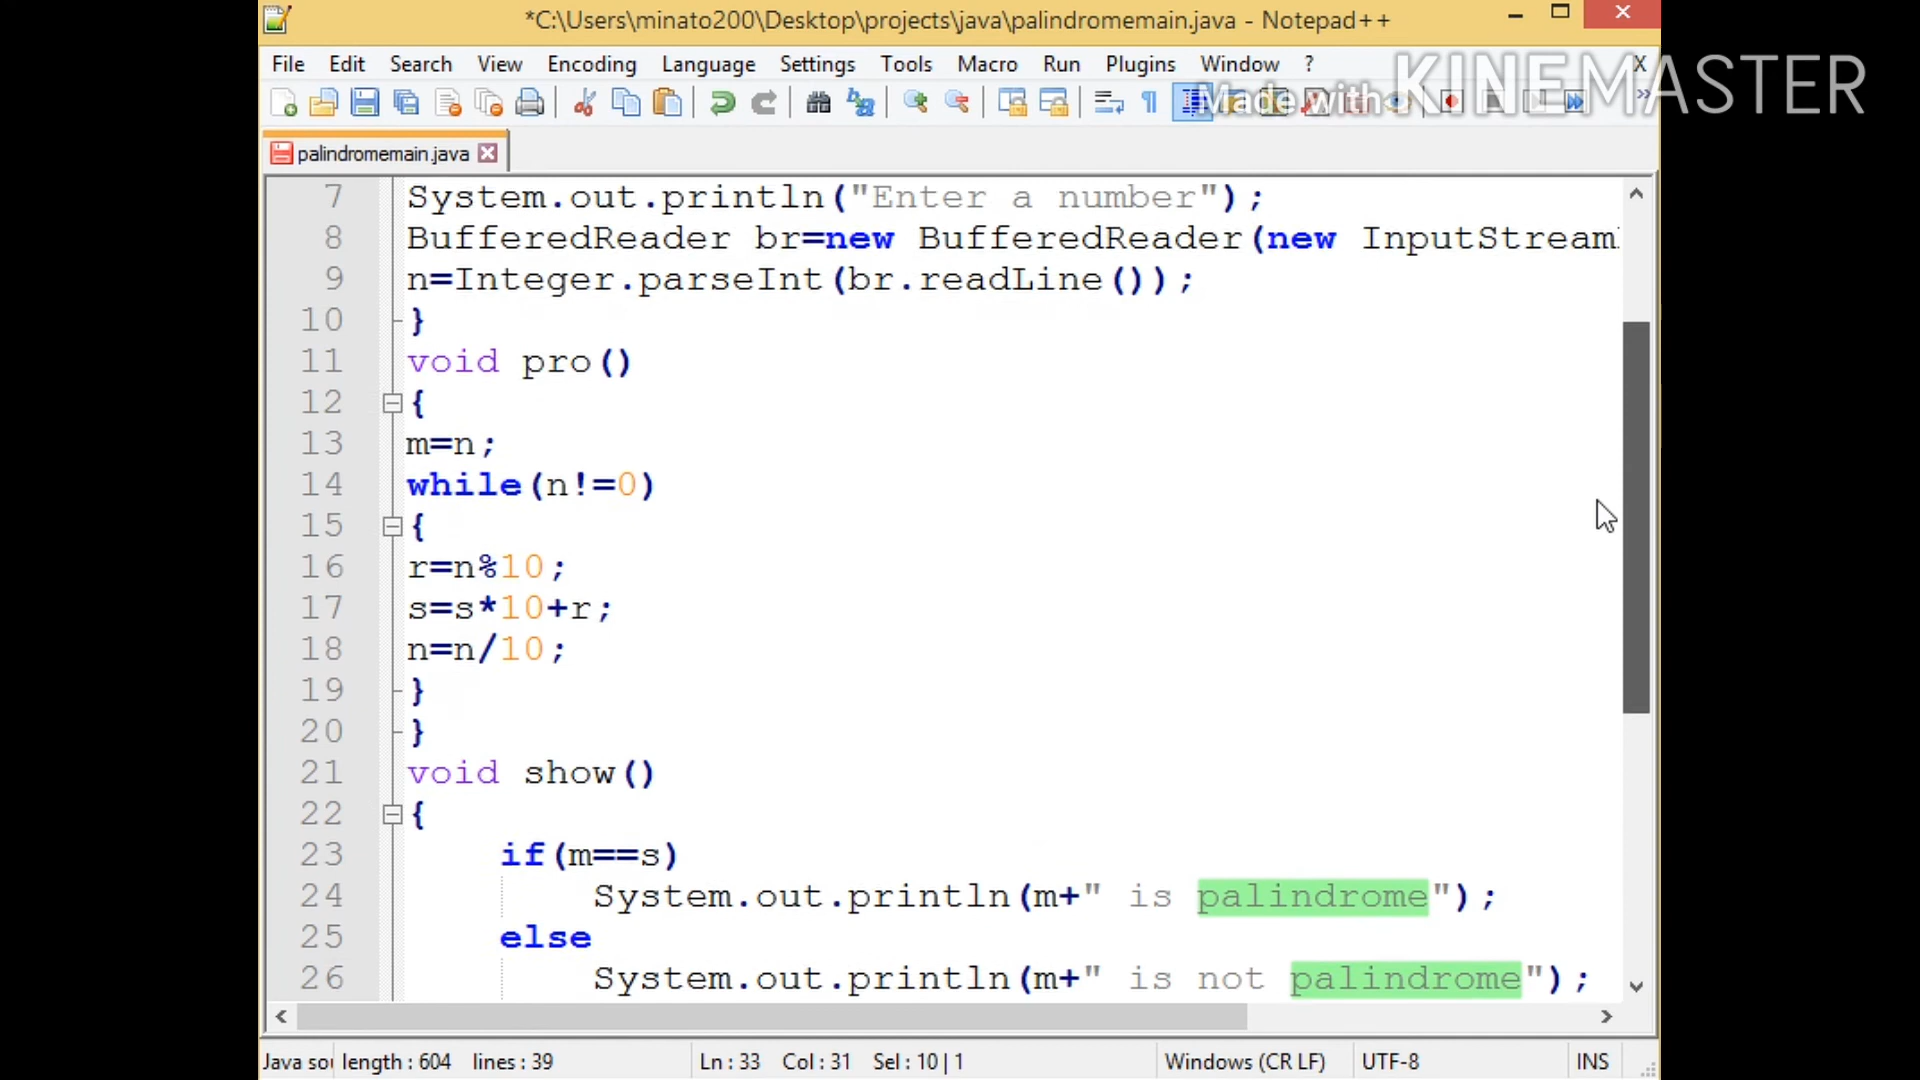 *C:\Users\minato200\Desktop\projects\java\palindromemain.java - Notepad++
File Edit Search View Encoding Language Settings Tools Macro Run Plugins Window ? X
Made with KINEMASTER
palindromemain.java
7 System.out.println("Enter a number");
8 BufferedReader br=new BufferedReader(new InputStream
9 n=Integer.parseInt(br.readLine());
10 }
11 void pro()
12 {
13 m=n;
14 while(n!=0)
15 {
16 r=n%10;
17 s=s*10+r;
18 n=n/10;
19 }
20 }
21 void show()
22 {
23 if(m==s)
24 System.out.println(m+" is palindrome");
25 else
26 System.out.println(m+" is not palindrome");
Java sou length : 604 lines : 39 Ln : 33 Col : 31 Sel : 10 | 1 Windows (CR LF) UTF-8 INS